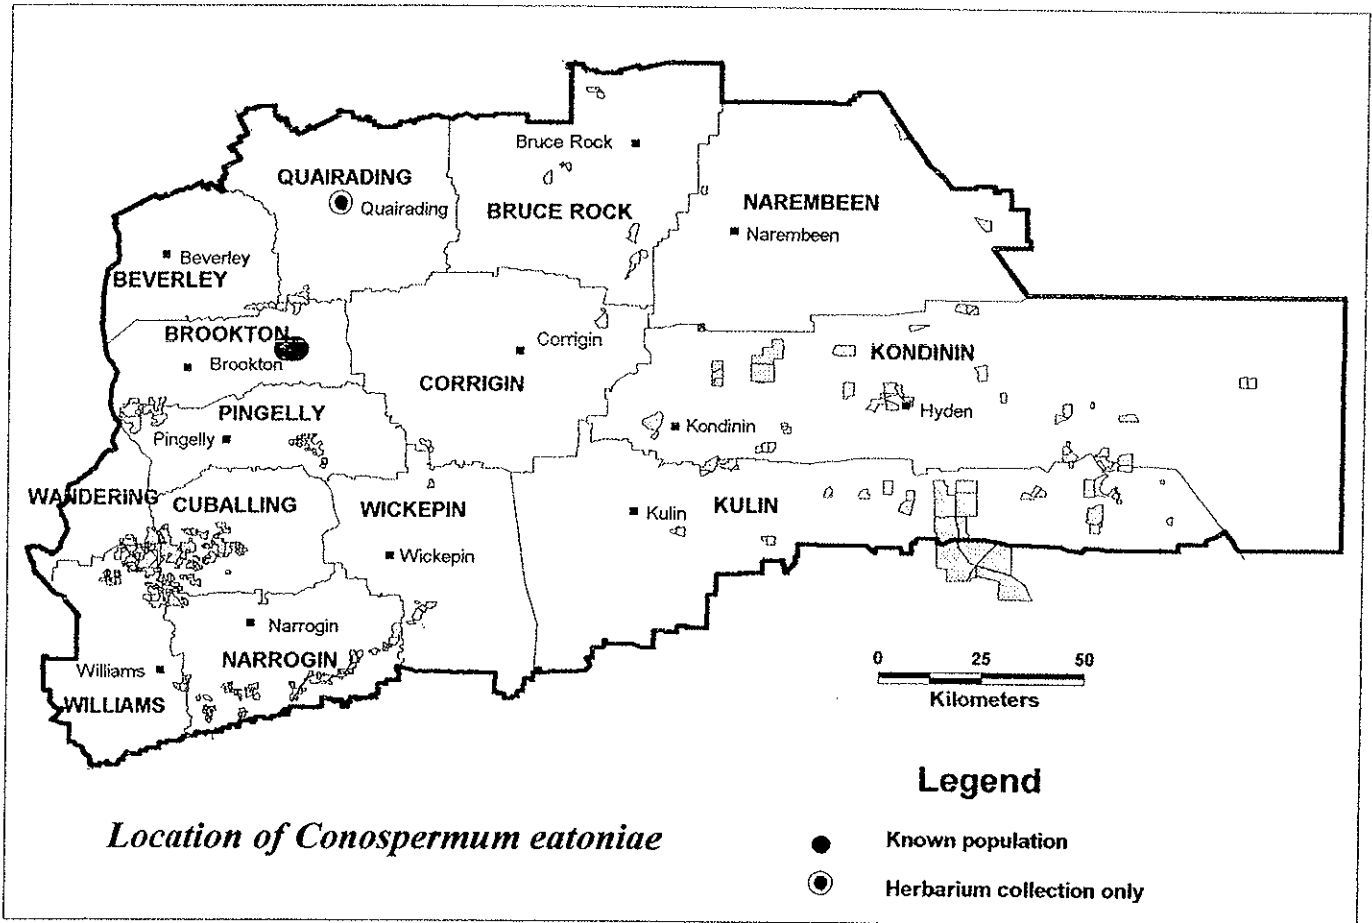 Bruce Rock
QUAIRADING
Quairading
BRUCE ROCK
NAREMBEEN
Narembeen
Beverley
BEVERLEY
BROOKTON
Brookton
Corrigin
CORRIGIN
KONDININ
Hyden
PINGELLY
Pingelly
Kondinin
WANDERING
CUBALLING
WICKEPIN
Kulin
KULIN
Wickepin
Narrogin
NARROGIN
Williams
WILLIAMS
0 25 50
Kilometers
Legend
Location of Conospermum eatoniae
Known population
Herbarium collection only